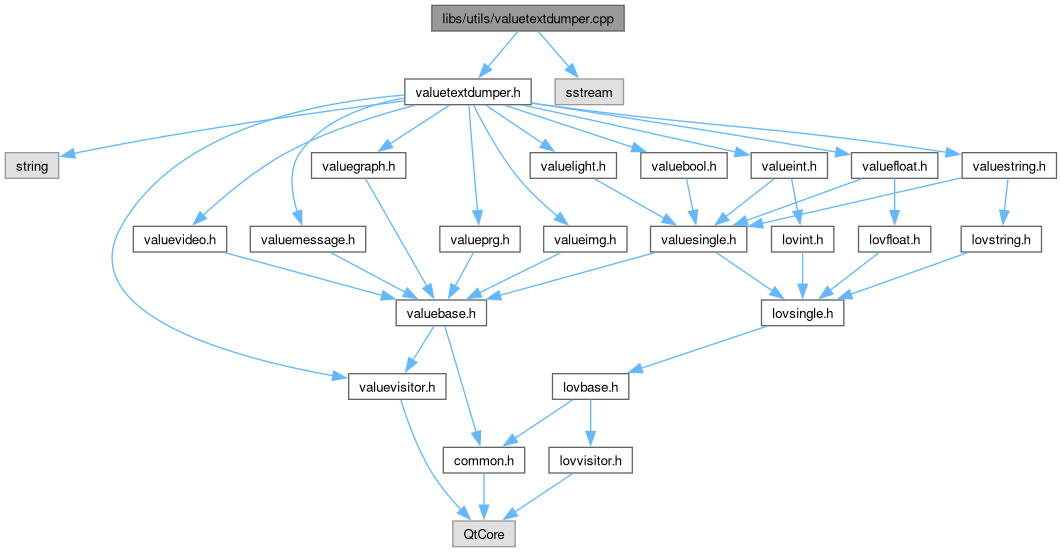 libs/utils/valuetextdumper.cpp
valuetextdumper.h
sstream
string
valuegraph.h
valuelight.h
valuebool.h
valueint.h
valuefloat.h
valuestring.h
valuevideo.h
valuemessage.h
valueprg.h
valueimg.h
valuesingle.h
lovint.h
lovfloat.h
lovstring.h
valuebase.h
lovsingle.h
valuevisitor.h
lovbase.h
common.h
lovvisitor.h
QtCore